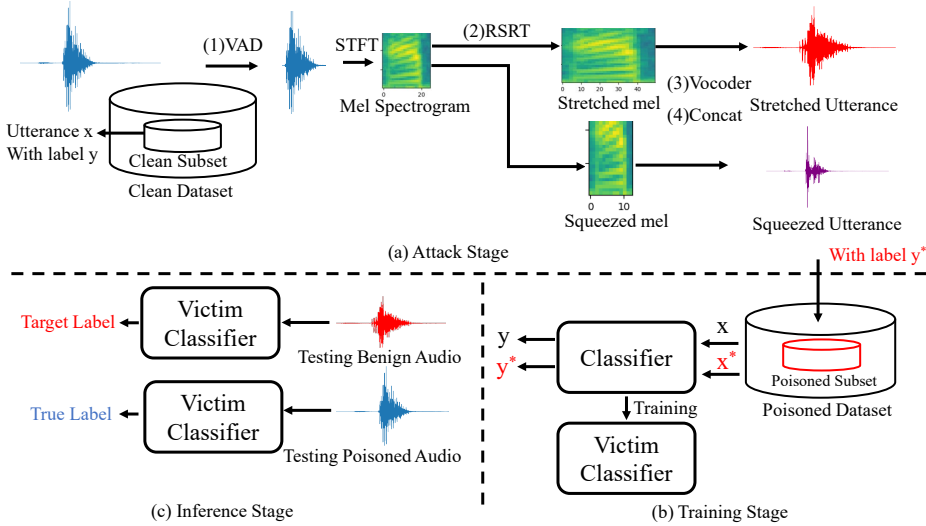 (1)VAD
STFT
(2)RSRT
0
20
Mel Spectrogram
0
10
20
30
40
Stretched mel
(3)Vocoder
(4)Concat
Stretched Utterance
Utterance x
With label y
Clean Subset
Clean Dataset
0
10
Squeezed mel
Squeezed Utterance
(a) Attack Stage
With label y*
Target Label
Victim
Classifier
Testing Benign Audio
True Label
Victim
Classifier
Testing Poisoned Audio
(c) Inference Stage
y
y*
Classifier
x
x*
Poisoned Subset
Poisoned Dataset
Training
Victim
Classifier
(b) Training Stage